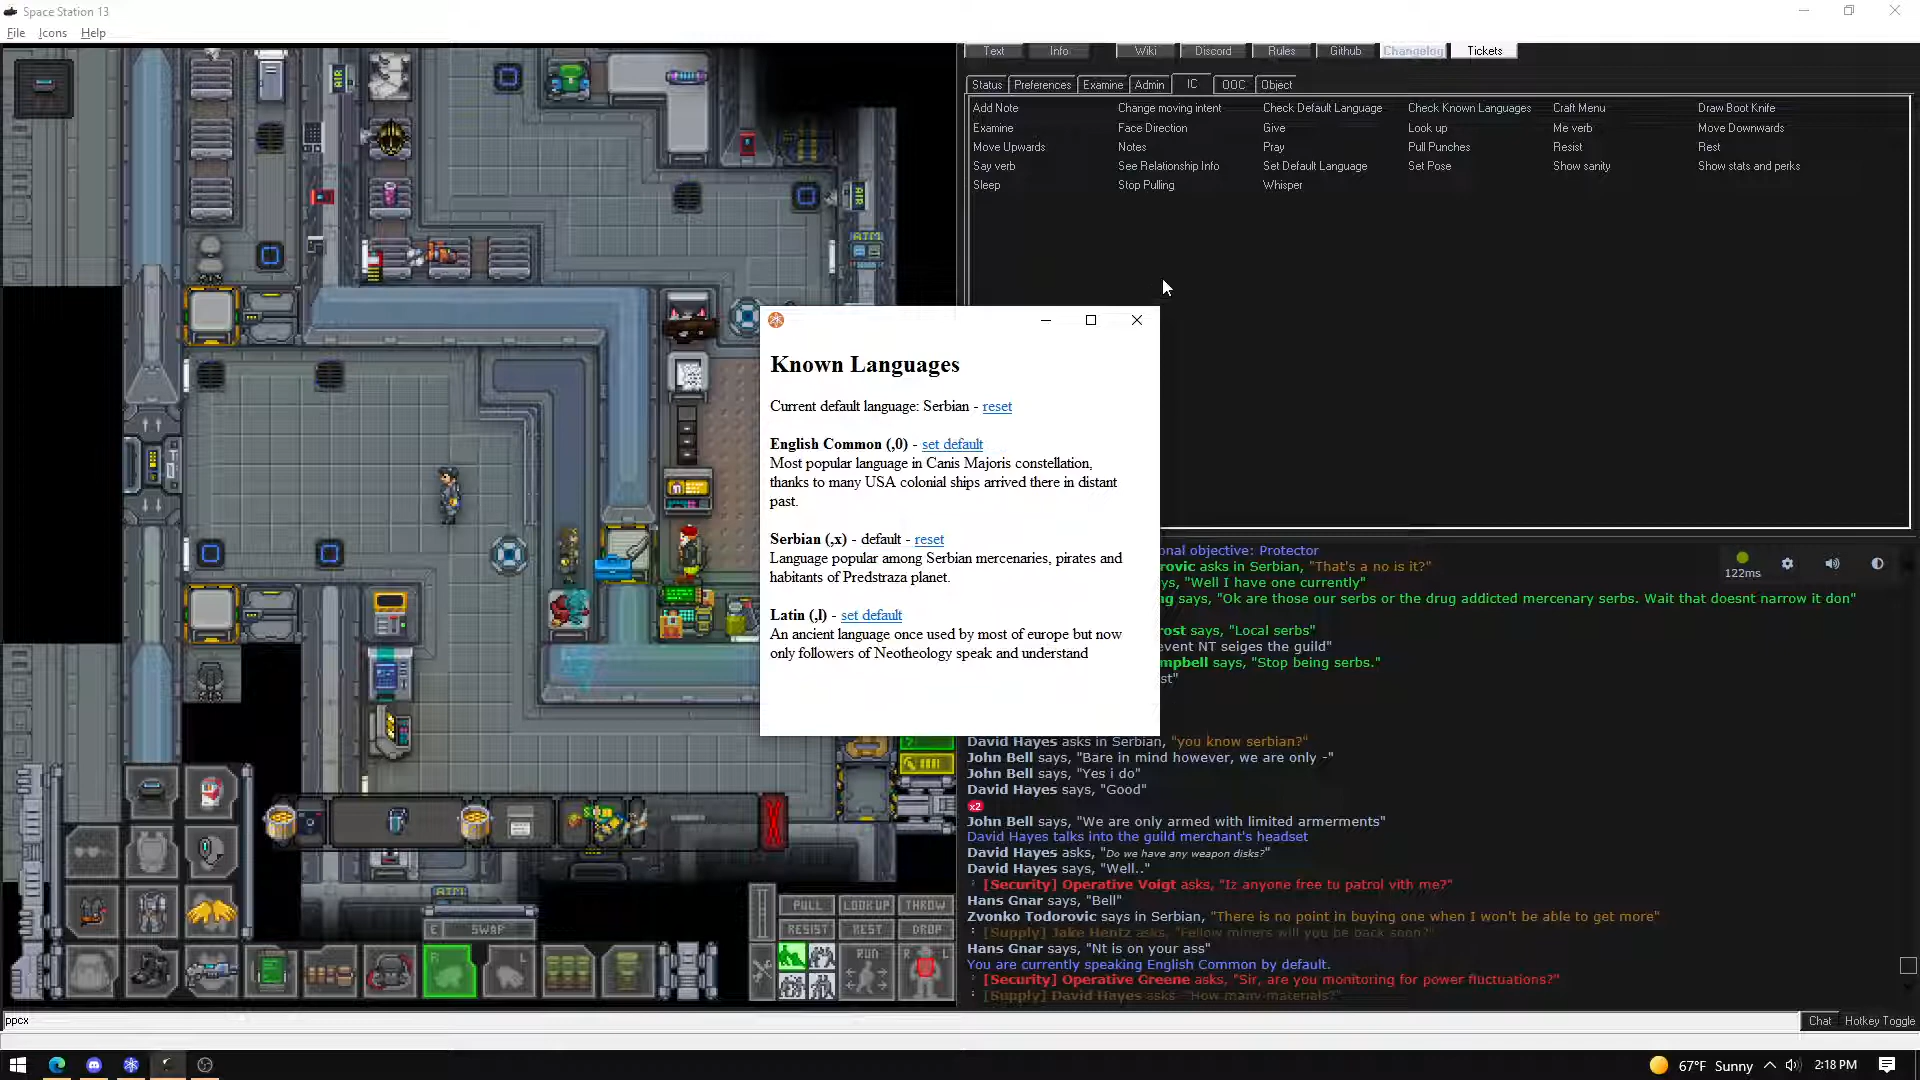 Space Station 13
File Icons Help
Text Info Wiki Discord Rules Github Changelog Tickets
Status Preferences Examine Admin IC OOC Object
Add Note Change moving intent Check Default Language Check Known Languages Craft Menu Draw Boot Knife
Examine Face Direction Give Look up Me verb Move Downwards
Move Upwards Notes Pray Pull Punches Resist Rest
Say verb See Relationship Info Set Default Language Set Pose Show sanity Show stats and perks
Sleep Stop Pulling Whisper
AIR
AIR
ATM
Known Languages
Current default language: Serbian - reset
English Common (,0) - set default
Most popular language in Canis Majoris constellation,
thanks to many USA colonial ships arrived there in distant
past.
Serbian (,x) - default - reset
Language popular among Serbian mercenaries, pirates and
habitants of Predstraza planet.
Latin (,l) - set default
An ancient language once used by most of europe but now
only followers of Neotheology speak and understand
onal objective: Protector
orovic asks in Serbian, "That's a no is it?"
ys, "Well I have one currently"
ng says, "Ok are those our serbs or the drug addicted mercenary serbs. Wait that doesnt narrow it don"
rost says, "Local serbs"
event NT seiges the guild"
mpbell says, "Stop being serbs."
st"
122ms
David Hayes asks in Serbian, "you know serbian?"
John Bell says, "Bare in mind however, we are only -"
John Bell says, "Yes i do"
David Hayes says, "Good"
x2
John Bell says, "We are only armed with limited armerments"
David Hayes talks into the guild merchant's headset
David Hayes asks, "Do we have any weapon disks?"
David Hayes says, "Well.."
[Security] Operative Voigt asks, "Iz anyone free tu patrol vith me?"
Hans Gnar says, "Bell"
Zvonko Todorovic says in Serbian, "There is no point in buying one when I won't be able to get more"
[Supply] Jake Hentz asks, "Fellow miners will you be back soon?"
Hans Gnar says, "Nt is on your ass"
You are currently speaking English Common by default.
[Security] Operative Greene asks, "Sir, are you monitoring for power fluctuations?"
[Supply] David Hayes asks "How many materials?"
ATM
E SWAP
R L
PULL LOOKUP THROW
RESIST REST DROP
RUN R L
ppcx
Chat Hotkey Toggle
67°F Sunny 2:18 PM